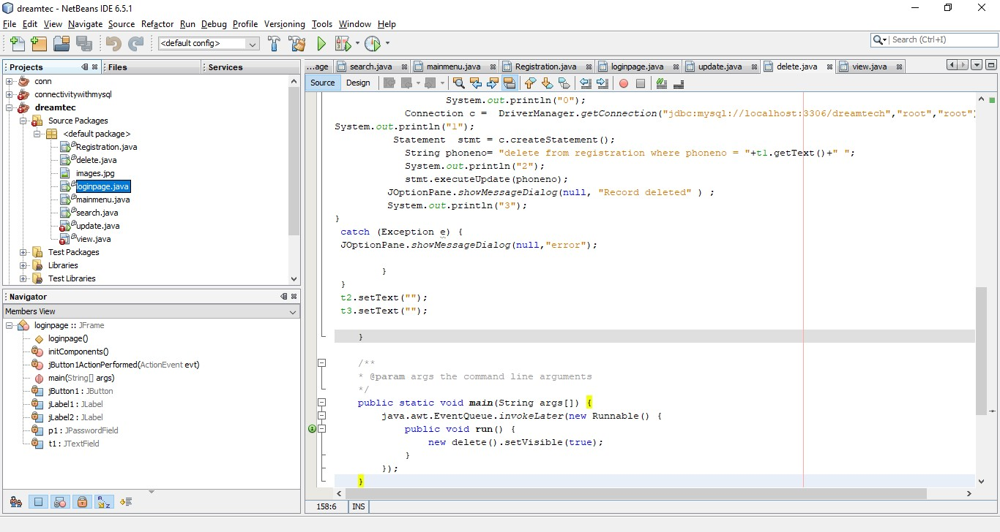 dreamtec - NetBeans IDE 6.5.1
File Edit View Navigate Source Refactor Run Debug Profile Versioning Tools Window Help
<default config>
Search (Ctrl+I)
Projects
Files
Services
conn
connectivitywithmysql
dreamtec
Source Packages
<default package>
Registration.java
delete.java
images.jpg
loginpage.java
mainmenu.java
search.java
update.java
view.java
Test Packages
Libraries
Test Libraries
Navigator
Members View
loginpage :: JFrame
loginpage()
initComponents()
jButton1ActionPerformed(ActionEvent evt)
main(String[] args)
jButton1 : JButton
jLabel1 : JLabel
jLabel2 : JLabel
p1 : JPasswordField
t1 : JTextField
...age search.java mainmenu.java Registration.java loginpage.java update.java delete.java view.java
Source Design
System.out.println("0");
Connection c =  DriverManager.getConnection("jdbc:mysql://localhost:3306/dreamtech","root","root")
System.out.println("1");
Statement  stmt = c.createStatement();
String phoneno= "delete from registration where phoneno = "+t1.getText()+" ";
System.out.println("2");
stmt.executeUpdate(phoneno);
JOptionPane.showMessageDialog(null, "Record deleted" ) ;
System.out.println("3");
}
catch (Exception e) {
JOptionPane.showMessageDialog(null,"error");
}
}
t2.setText("");
t3.setText("");
}
/**
* @param args the command line arguments
*/
public static void main(String args[]) {
java.awt.EventQueue.invokeLater(new Runnable() {
public void run() {
new delete().setVisible(true);
}
});
}
158:6 INS